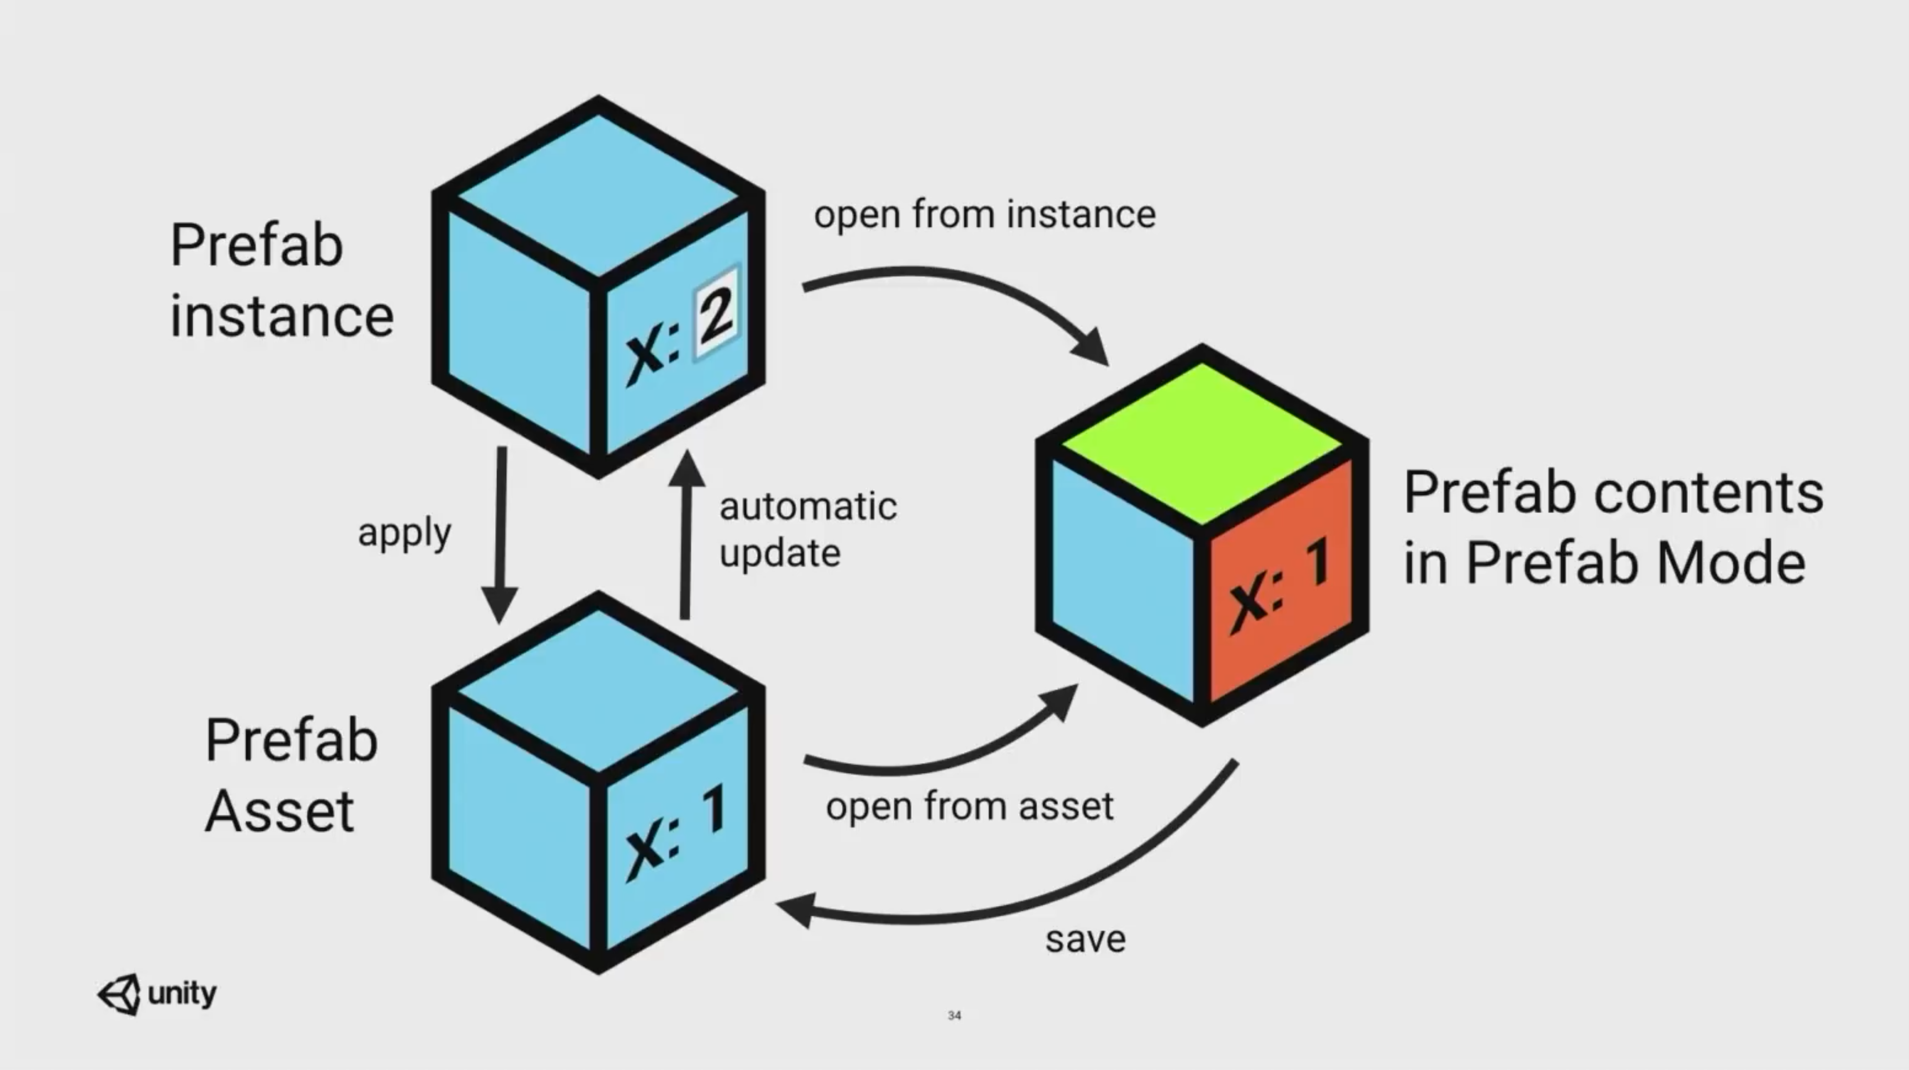 Prefab
instance
X: 2
open from instance
apply
automatic
update
Prefab contents
in Prefab Mode
X: 1
Prefab
Asset
X: 1
open from asset
save
unity
34